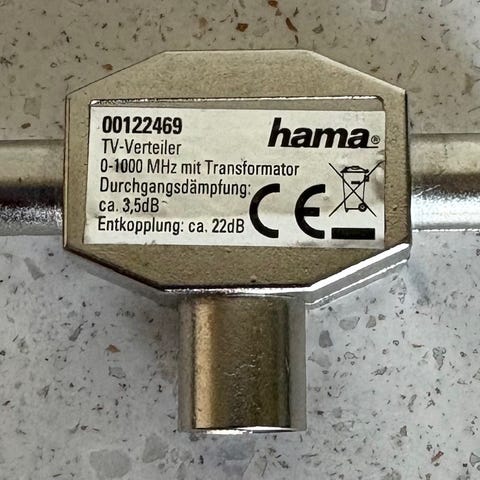 00122469
hama®
TV-Verteiler
0-1000 MHz mit Transformator
Durchgangsdämpfung:
ca. 3,5dB
Entkopplung: ca. 22dB
CE